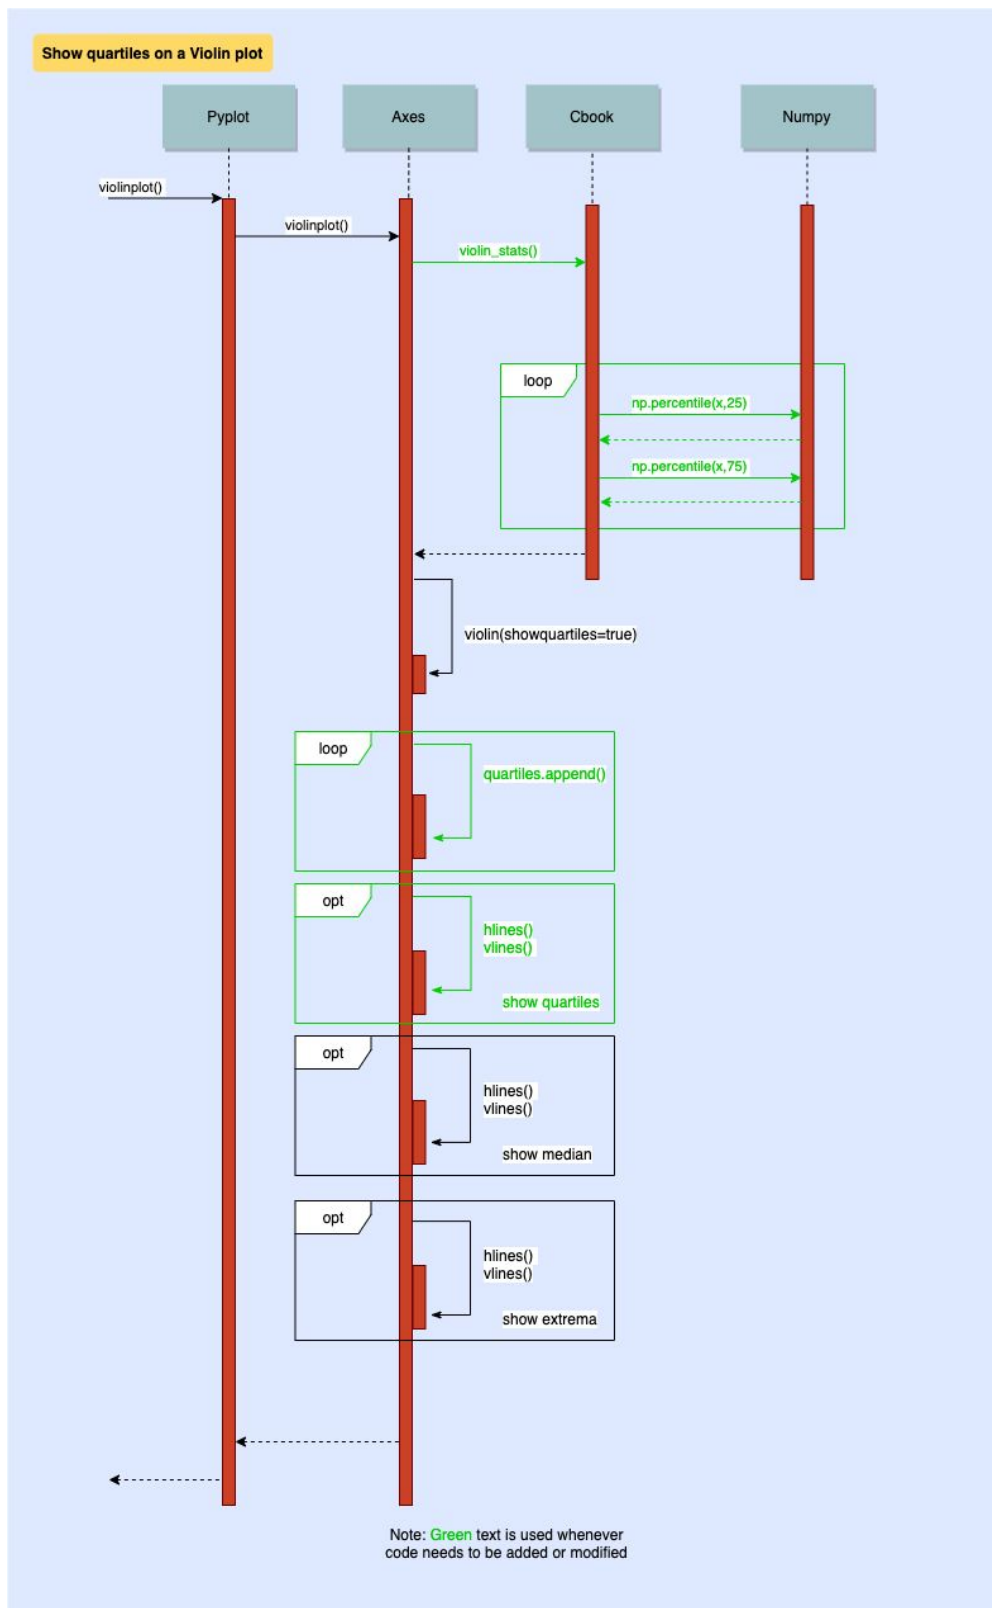 Show quartiles on a Violin plot
Pyplot
Axes
Cbook
Numpy
violinplot()
violinplot()
violin_stats()
loop
np.percentile(x,25)
np.percentile(x,75)
violin(showquartiles=true)
loop
quartiles.append()
opt
hlines()
vlines()
show quartiles
opt
hlines()
vlines()
show median
opt
hlines()
vlines()
show extrema
Note: Green text is used whenever
code needs to be added or modified